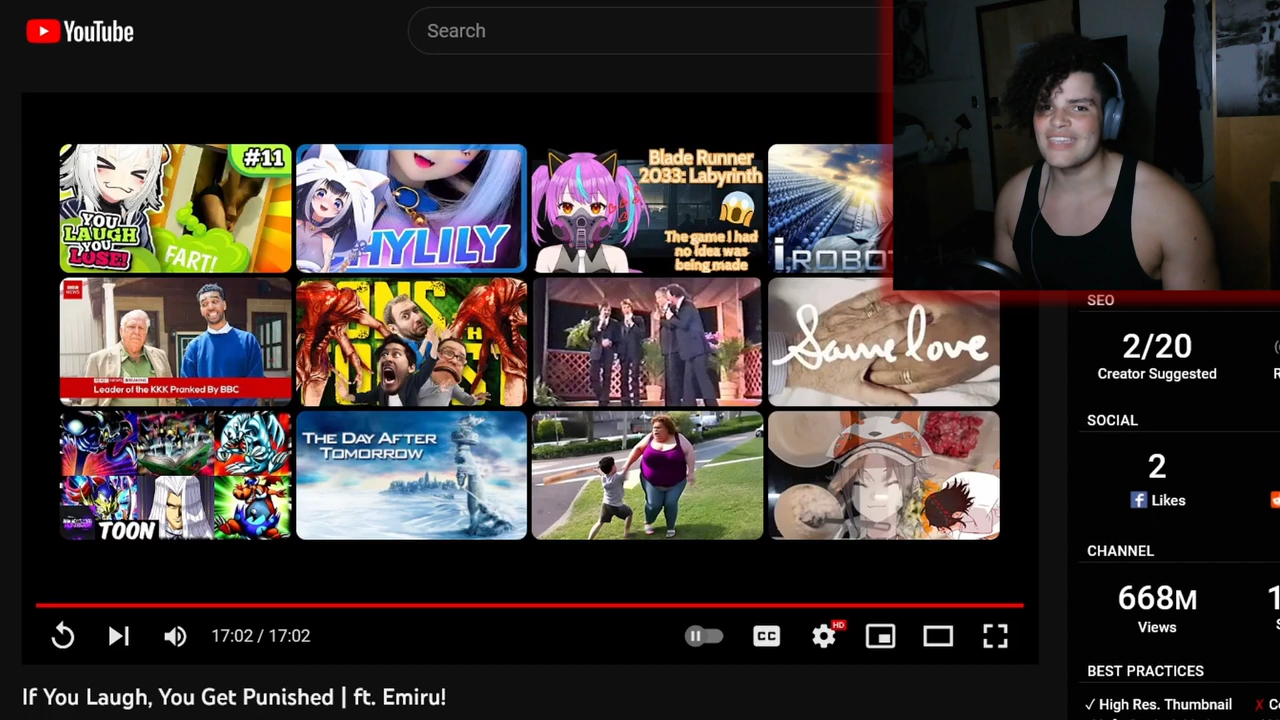 YouTube
Search
#11
YOU
LAUGH
YOU
LOSE!
FART!
HYLILY
Blade Runner
2033: Labyrinth
The game I had
no idea was
being made
I, ROBOT
NEWS
Leader of the KKK Pranked By BBC
Same love
TOON
THE DAY AFTER
TOMORROW
SEO
2/20
Creator Suggested
SOCIAL
2
Likes
CHANNEL
668M
Views
BEST PRACTICES
✓ High Res. Thumbnail
17:02 / 17:02
CC
HD
If You Laugh, You Get Punished | ft. Emiru!